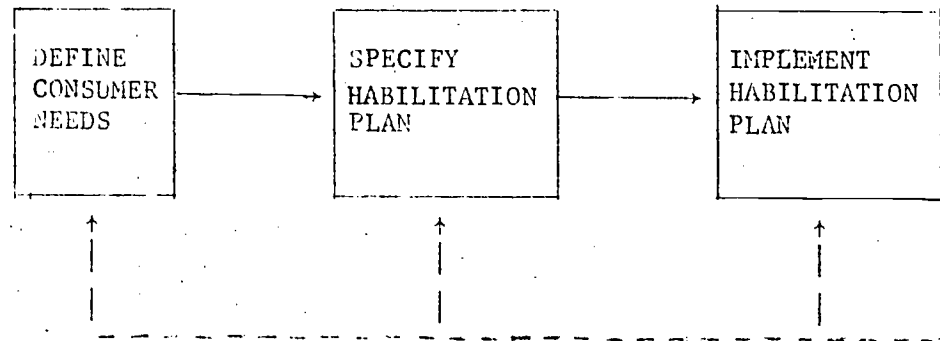 DEFINE
CONSUMER
NEEDS
SPECIFY
HABILITATION
PLAN
IMPLEMENT
HABILITATION
PLAN